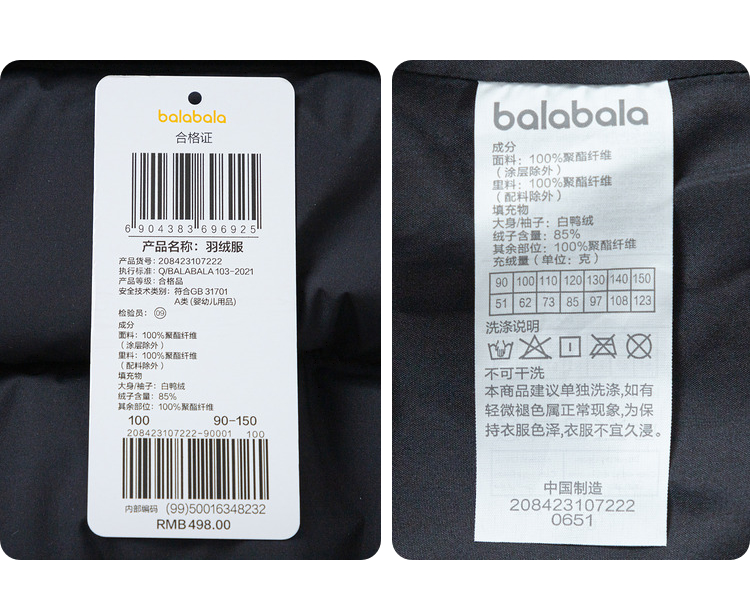 balabala
合格证
6 904383 696925
产品名称：羽绒服
产品货号：208423107222
执行标准：Q/BALABALA 103-2021
产品等级：合格品
安全技术类别：符合GB 31701
A类 (婴幼儿用品)
检验员：09
成分
面料：100%聚酯纤维
（涂层除外）
里料：100%聚酯纤维
（配料除外）
填充物
大身/袖子：白鸭绒
绒子含量：85%
其余部位：100%聚酯纤维
100 90-150
208423107222-90001 100
内部编码 (99)50016348232
RMB 498.00
balabala
成分
面料：100%聚酯纤维
（涂层除外）
里料：100%聚酯纤维
（配料除外）
填充物
大身/袖子：白鸭绒
绒子含量：85%
其余部位：100%聚酯纤维
充绒量（单位：克）
90 100 110 120 130 140 150
51 62 73 85 97 108 123
洗涤说明
不可干洗
本商品建议单独洗涤,如有
轻微褪色属正常现象,为保
持衣服色泽,衣服不宜久浸。
中国制造
208423107222
0651